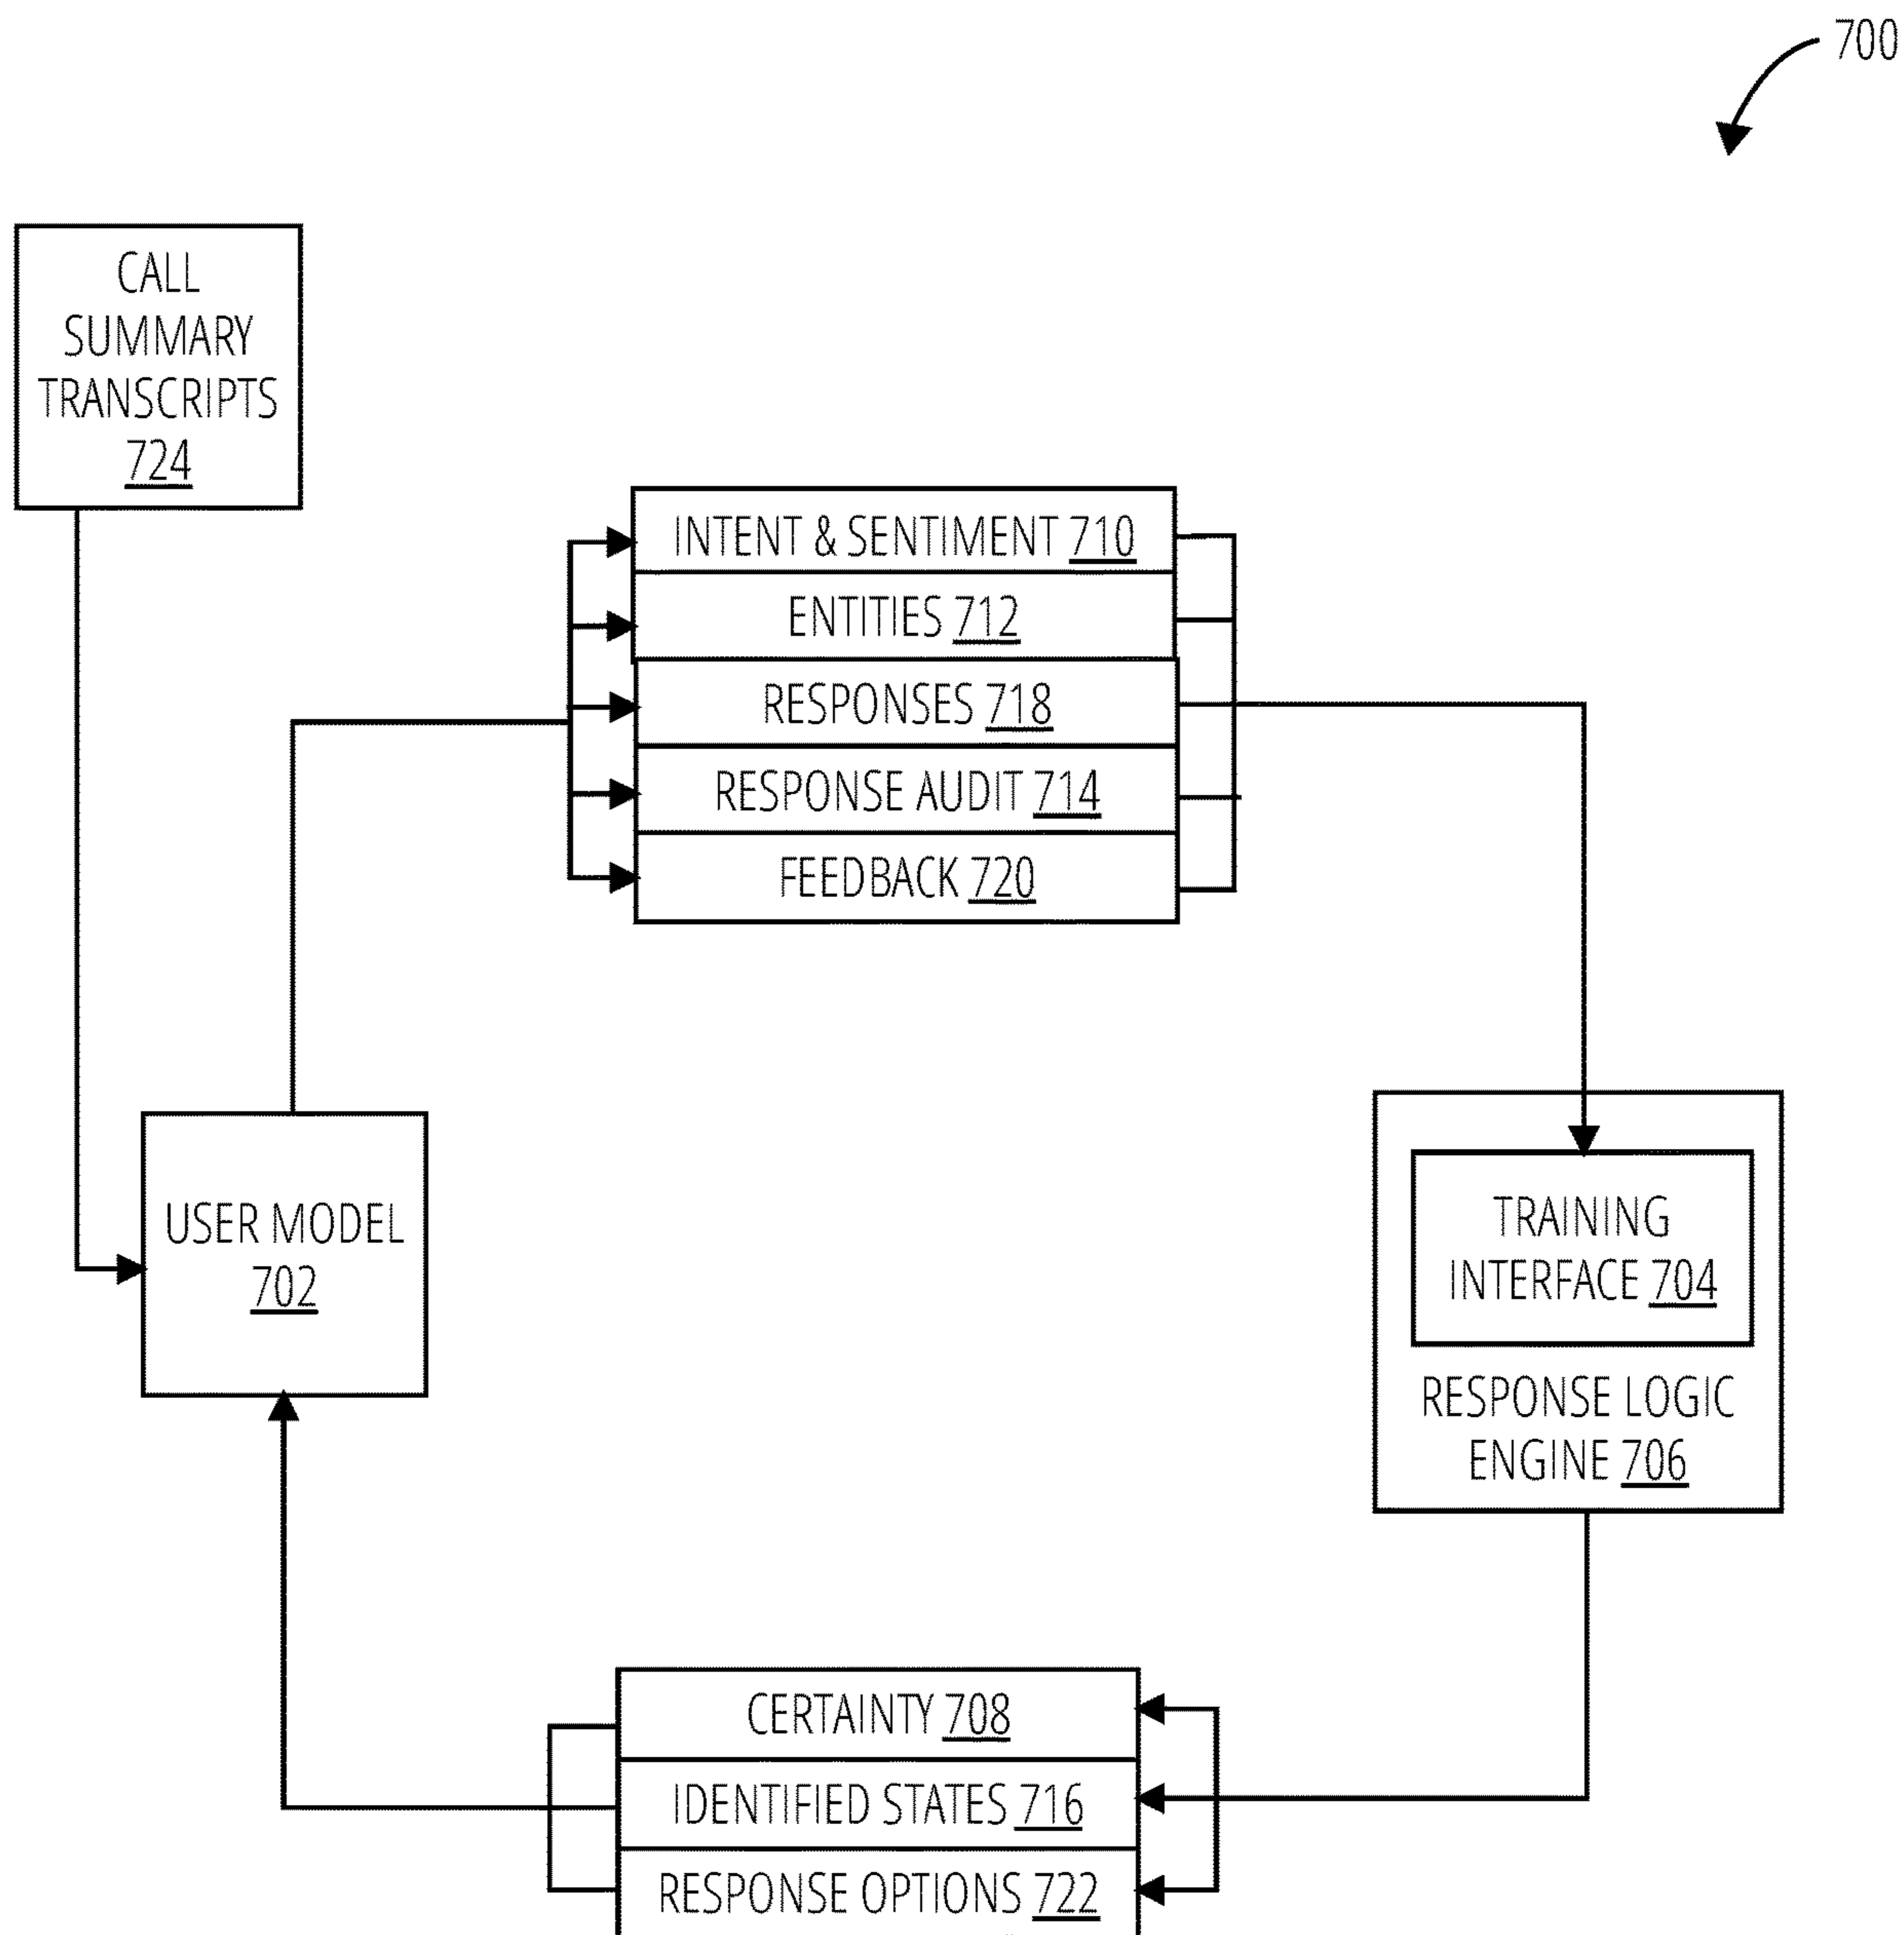 700
CALL
SUMMARY
TRANSCRIPTS
724
INTENT & SENTIMENT 710
ENTITIES 712
RESPONSES 718
RESPONSE AUDIT 714
FEEDBACK 720
USER MODEL
702
TRAINING
INTERFACE 704
RESPONSE LOGIC
ENGINE 706
CERTAINTY 708
IDENTIFIED STATES 716
RESPONSE OPTIONS 722